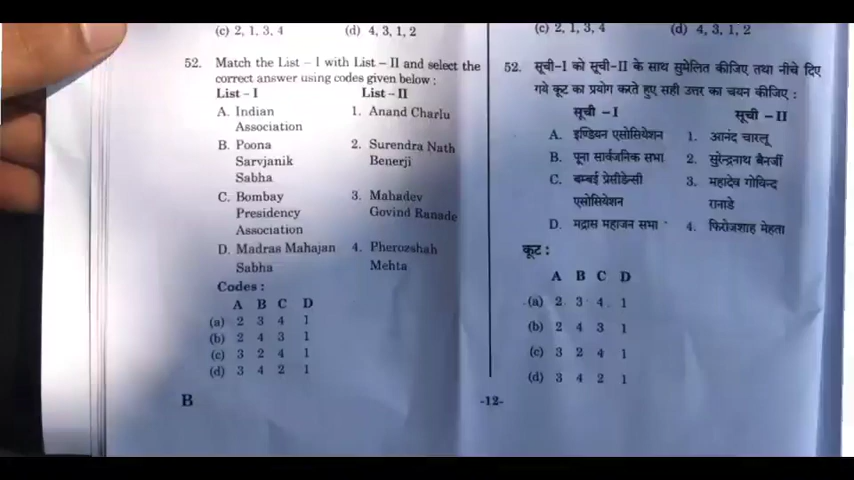 (c) 2, 1, 3, 4 (d) 4, 3, 1, 2
52. Match the List – I with List – II and select the
correct answer using codes given below :
List – I List – II
A. Indian 1. Anand Charlu
Association
B. Poona 2. Surendra Nath
Sarvjanik Benerji
Sabha
C. Bombay 3. Mahadev
Presidency Govind Ranade
Association
D. Madras Mahajan 4. Pherozshah
Sabha Mehta
Codes :
A B C D
(a) 2 3 4 1
(b) 2 4 3 1
(c) 3 2 4 1
(d) 3 4 2 1
B
-12-
(c) 2, 1, 3, 4 (d) 4, 3, 1, 2
52. सूची-I को सूची-II के साथ सुमेलित कीजिए तथा नीचे दिए
गये कूट का प्रयोग करते हुए सही उत्तर का चयन कीजिए :
सूची – I सूची – II
A. इण्डियन एसोसियेशन 1. आनंद चारलू
B. पूना सार्वजनिक सभा 2. सुरेन्द्रनाथ बैनर्जी
C. बम्बई प्रेसीडेन्सी 3. महादेव गोविन्द
एसोसियेशन रानाडे
D. मद्रास महाजन सभा 4. फिरोजशाह मेहता
कूट :
A B C D
(a) 2 3 4 1
(b) 2 4 3 1
(c) 3 2 4 1
(d) 3 4 2 1